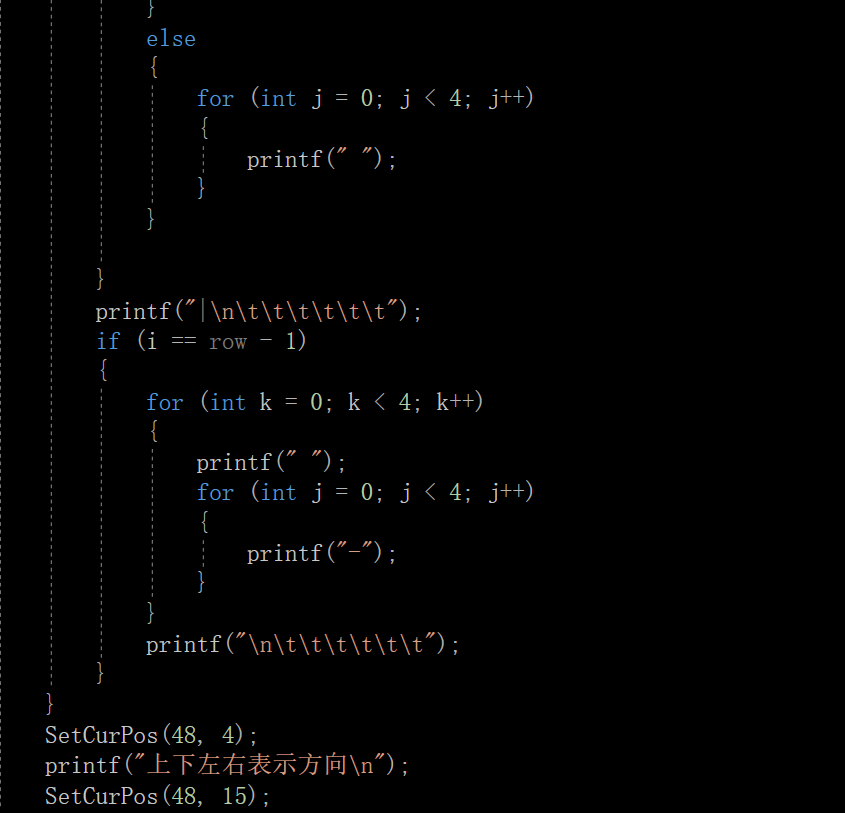 }
else
{
for (int j = 0; j < 4; j++)
{
printf(" ");
}
}
}
printf("|\n\t\t\t\t\t\t");
if (i == row - 1)
{
for (int k = 0; k < 4; k++)
{
printf(" ");
for (int j = 0; j < 4; j++)
{
printf("-");
}
}
printf("\n\t\t\t\t\t\t");
}
}
SetCurPos(48, 4);
printf("上下左右表示方向\n");
SetCurPos(48, 15);